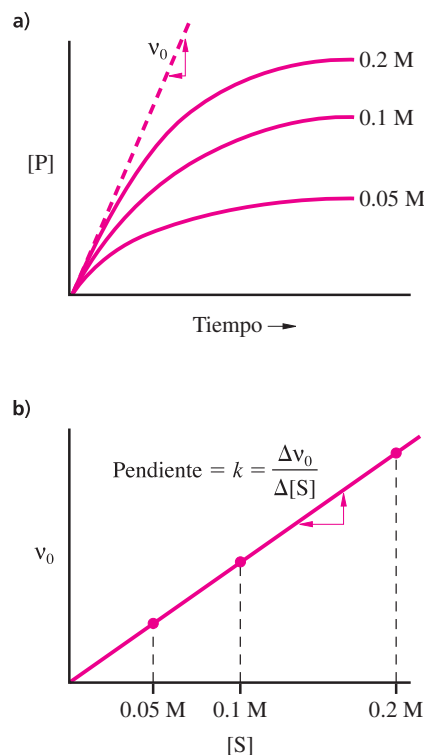 a)
ν₀
0.2 M
0.1 M
[P]
0.05 M
Tiempo →
b)
Pendiente = k = Δν₀ / Δ[S]
ν₀
0.05 M 0.1 M 0.2 M
[S]